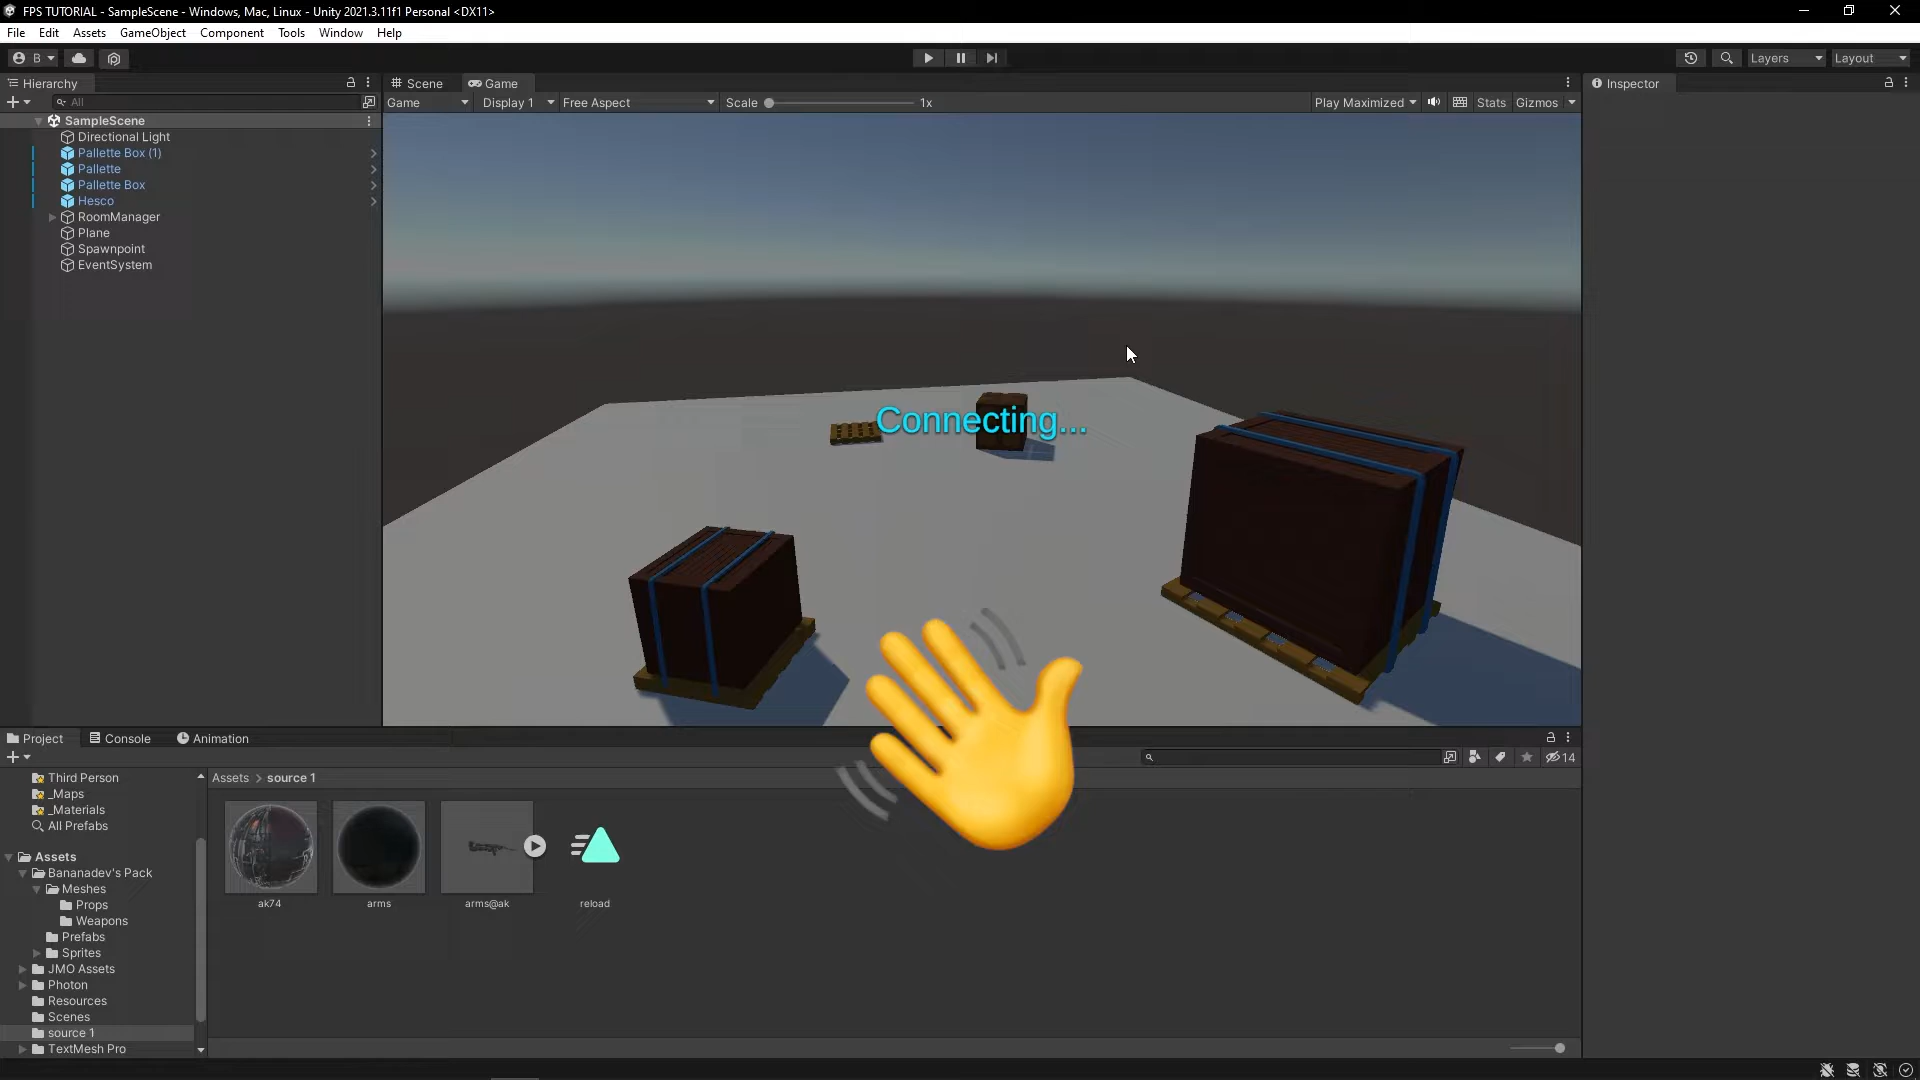 FPS TUTORIAL - SampleScene - Windows, Mac, Linux - Unity 2021.3.11f1 Personal <DX11>
File Edit Assets GameObject Component Tools Window Help
B Layers Layout
Hierarchy
All
SampleScene
Directional Light
Pallette Box (1)
Pallette
Pallette Box
Hesco
RoomManager
Plane
Spawnpoint
EventSystem
Scene Game
Game Display 1 Free Aspect Scale 1x Play Maximized Stats Gizmos
Connecting...
Inspector
Project Console Animation
14
Third Person
_Maps
_Materials
All Prefabs
Assets
Bananadev's Pack
Meshes
Props
Weapons
Prefabs
Sprites
JMO Assets
Photon
Resources
Scenes
source 1
TextMesh Pro
Assets > source 1
ak74 arms arms@ak reload